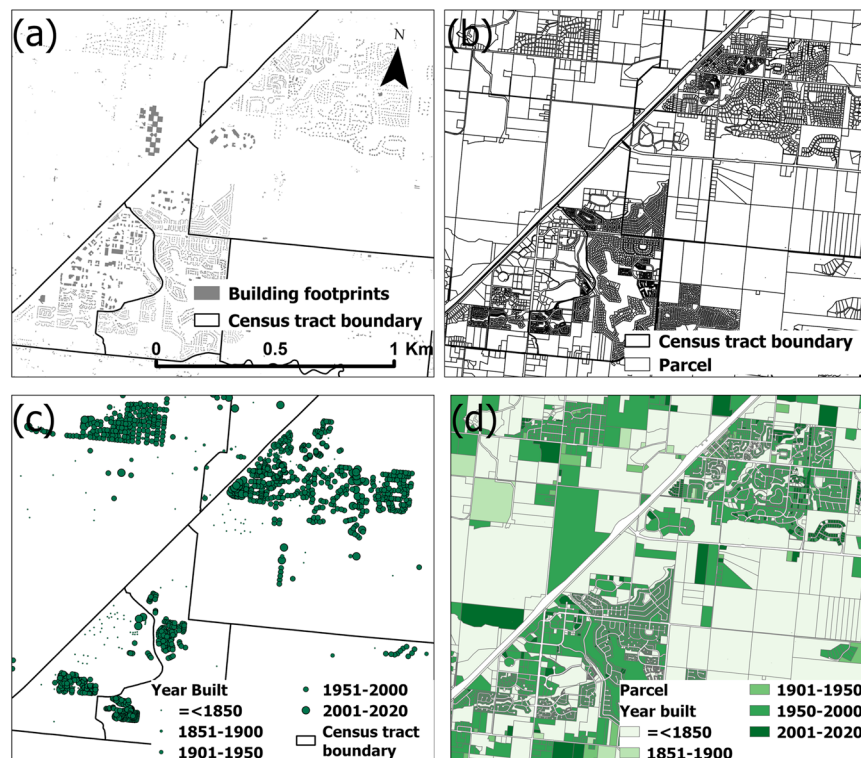 (a)
N
Building footprints
Census tract boundary
0 0.5 1 Km
(b)
Census tract boundary
Parcel
(c)
Year Built
=<1850
1851-1900
1901-1950
1951-2000
2001-2020
Census tract
boundary
(d)
Parcel
Year built
=<1850
1851-1900
1901-1950
1950-2000
2001-2020